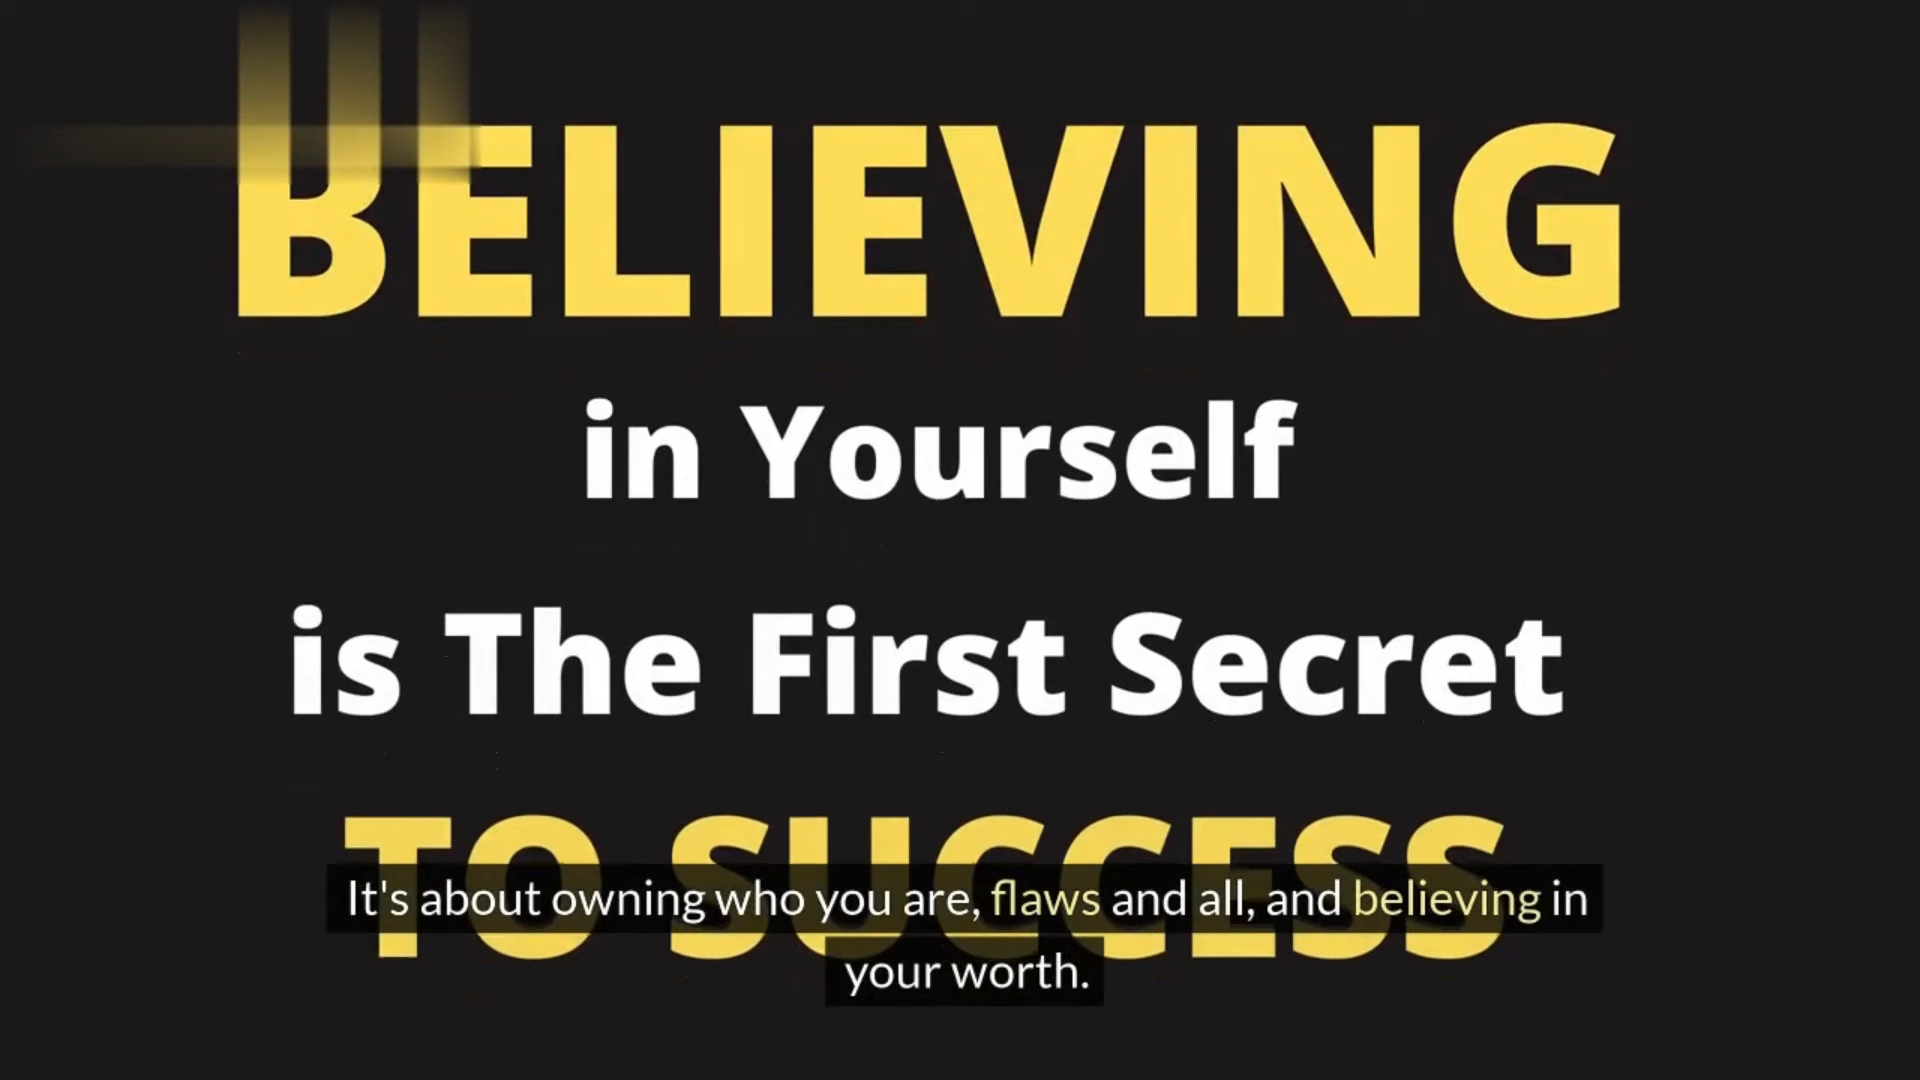 BELIEVING
in Yourself
is The First Secret
TO SUCCESS
It's about owning who you are, flaws and all, and believing in
your worth.